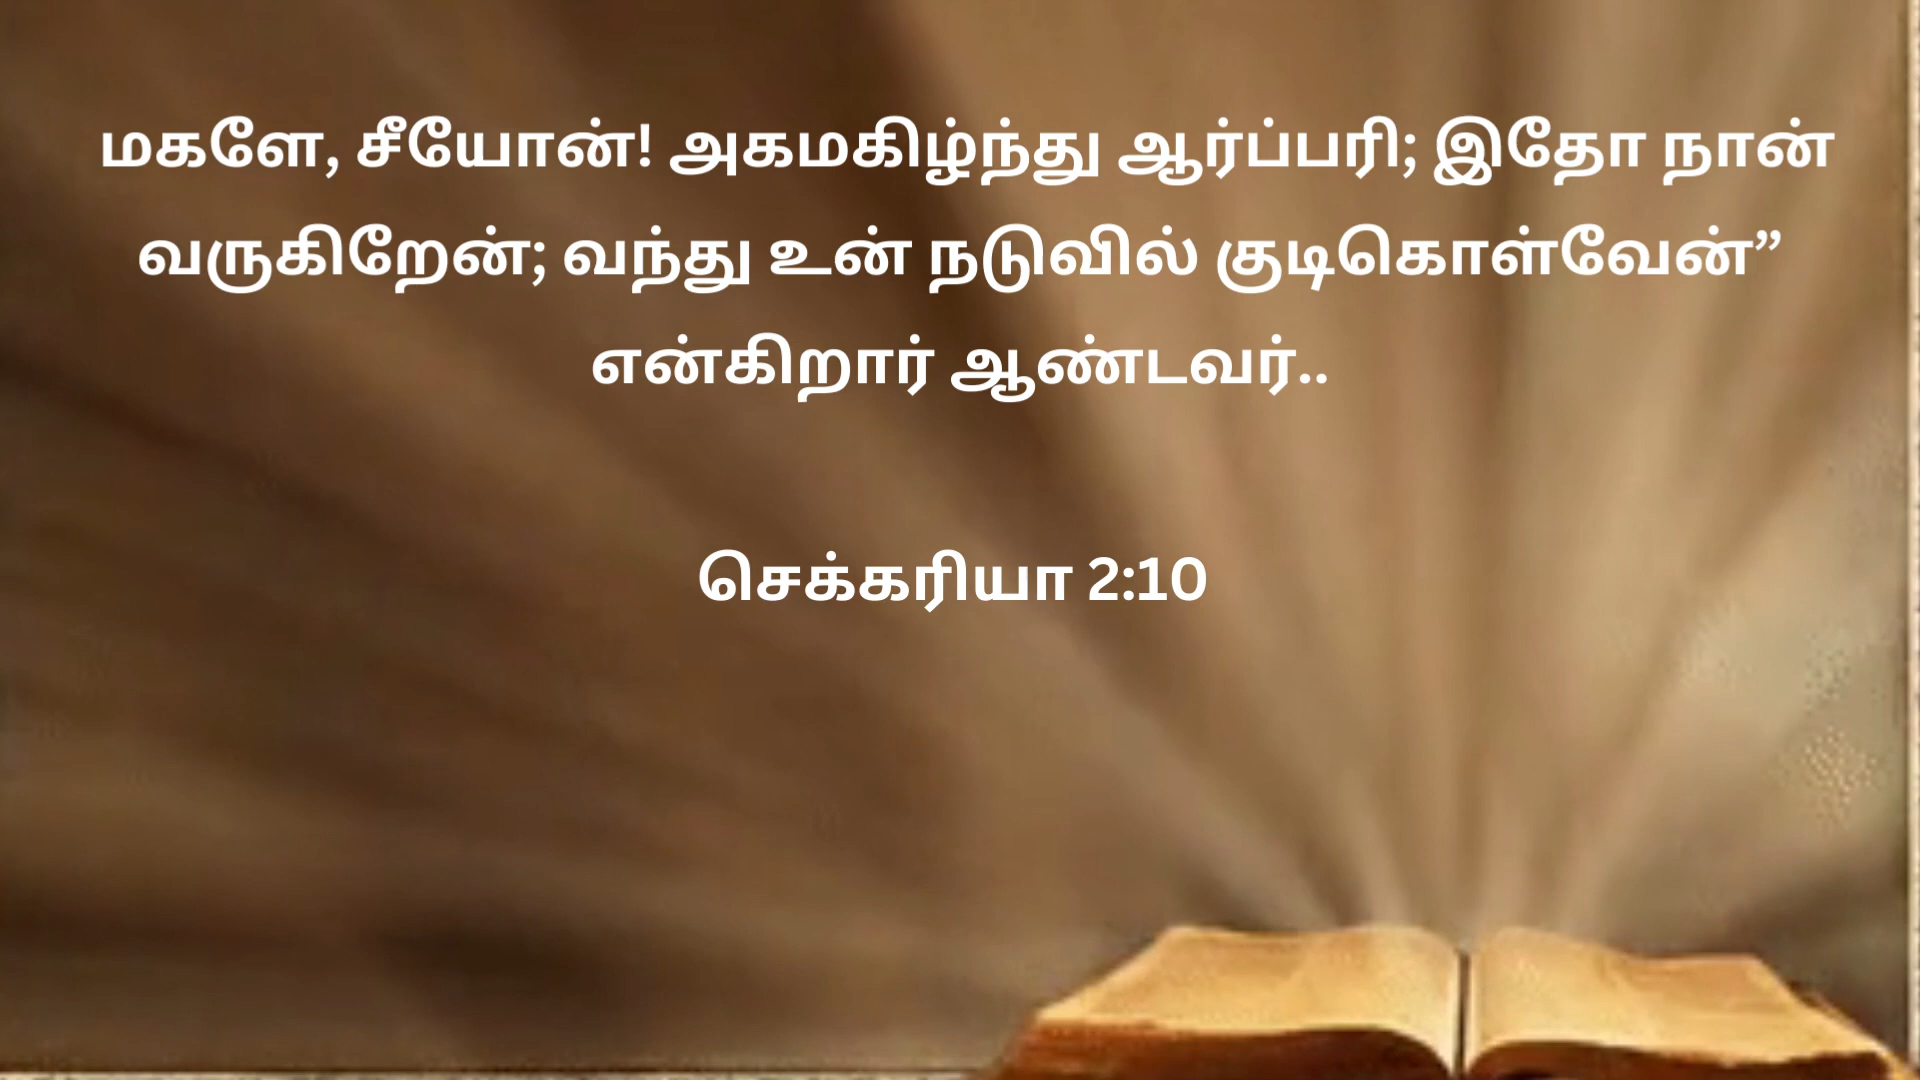 மகளே, சீயோன்! அகமகிழ்ந்து ஆர்ப்பரி; இதோ நான்
வருகிறேன்; வந்து உன் நடுவில் குடிகொள்வேன்”
என்கிறார் ஆண்டவர்..
செக்கரியா 2:10